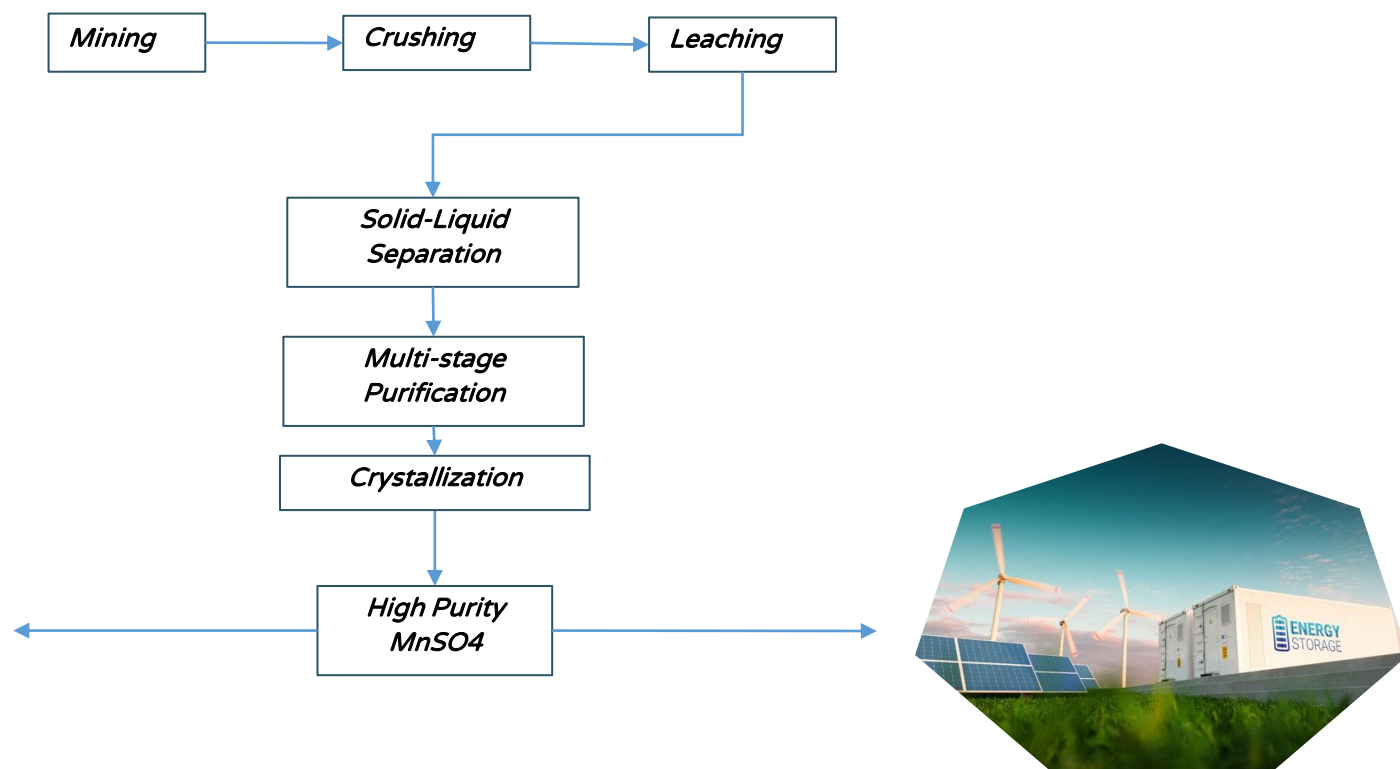 Mining
Crushing
Leaching
Solid-Liquid
Separation
Multi-stage
Purification
Crystallization
High Purity
MnSO4
ENERGY
STORAGE